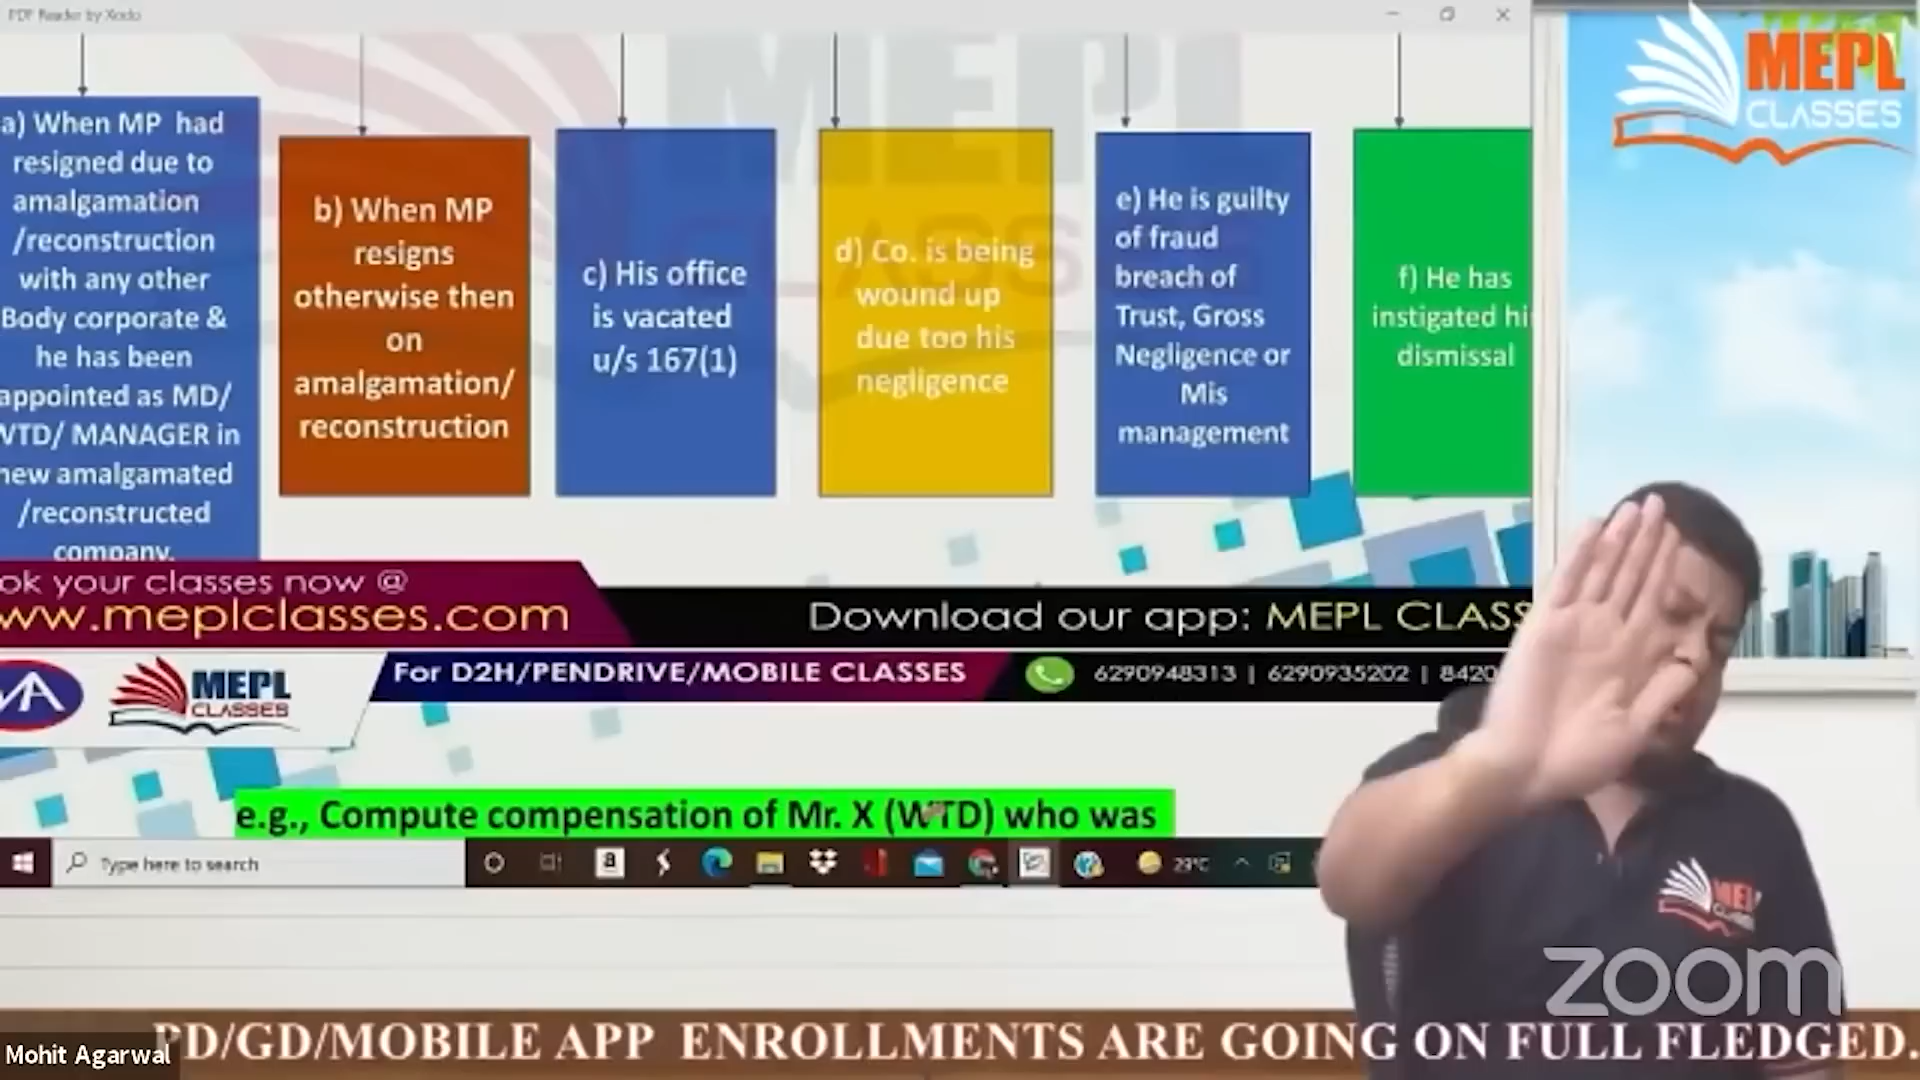 PDF Reader by Xodo
a) When MP had
resigned due to
amalgamation
/reconstruction
with any other
Body corporate &
he has been
appointed as MD/
WTD/ MANAGER in
new amalgamated
/reconstructed
company.
b) When MP
resigns
otherwise then
on
amalgamation/
reconstruction
c) His office
is vacated
u/s 167(1)
d) Co. is being
wound up
due too his
negligence
e) He is guilty
of fraud
breach of
Trust, Gross
Negligence or
Mis
management
f) He has
instigated hi
dismissal
MEPL
CLASSES
MEPL
CLASSES
ok your classes now @
ww.meplclasses.com
Download our app: MEPL CLASS
MEPL
CLASSES
For D2H/PENDRIVE/MOBILE CLASSES
6290948313 | 6290935202 | 8420
e.g., Compute compensation of Mr. X (WTD) who was
Type here to search
29°C
MEPL
zoom
PD/GD/MOBILE APP ENROLLMENTS ARE GOING ON FULL FLEDGED.
Mohit Agarwal